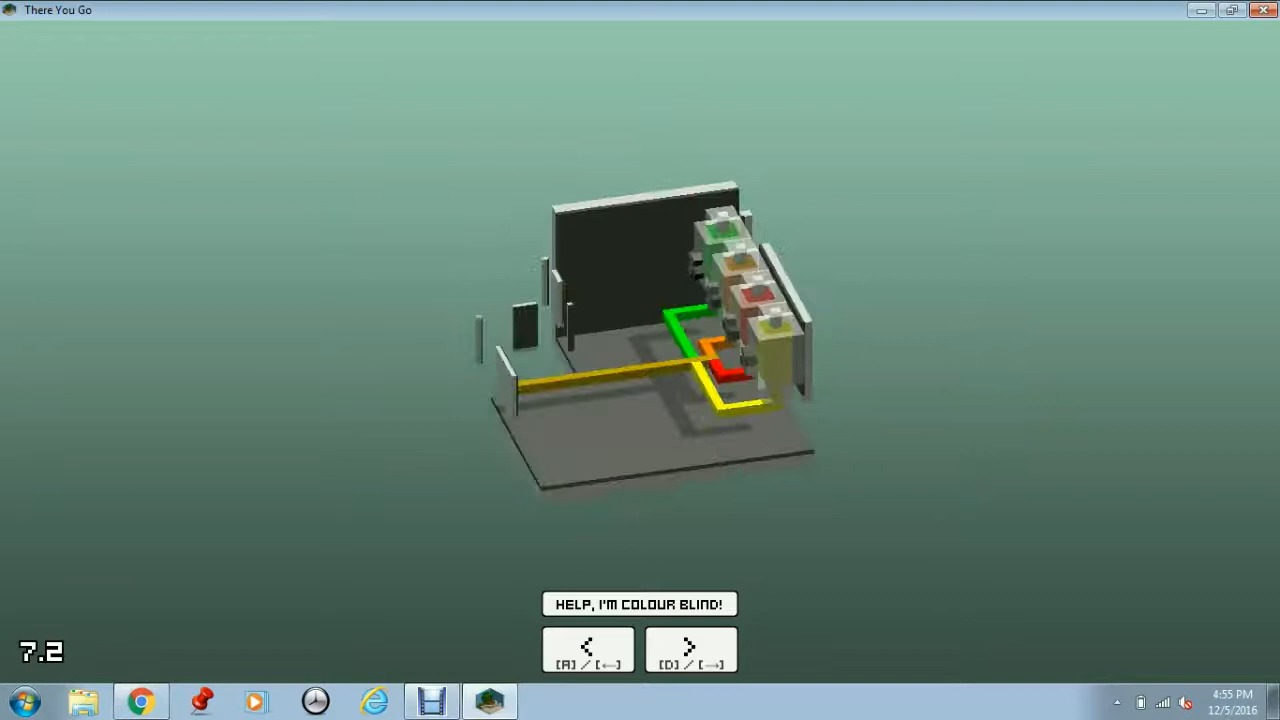 There You Go
HELP, I'M COLOUR BLIND!
<
>
[A] / [←]
[D] / [→]
7.2
4:55 PM
12/5/2016